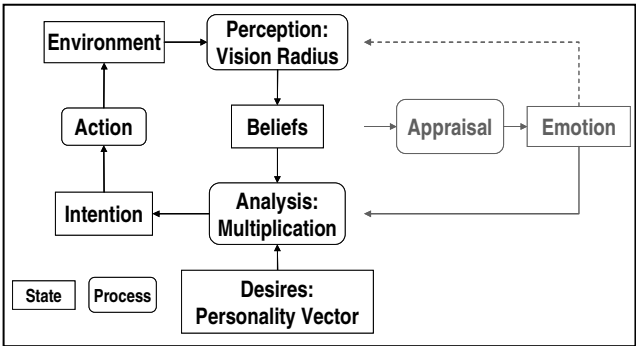 Environment
Perception:
Vision Radius
Action
Beliefs
Appraisal
Emotion
Intention
Analysis:
Multiplication
State
Process
Desires:
Personality Vector